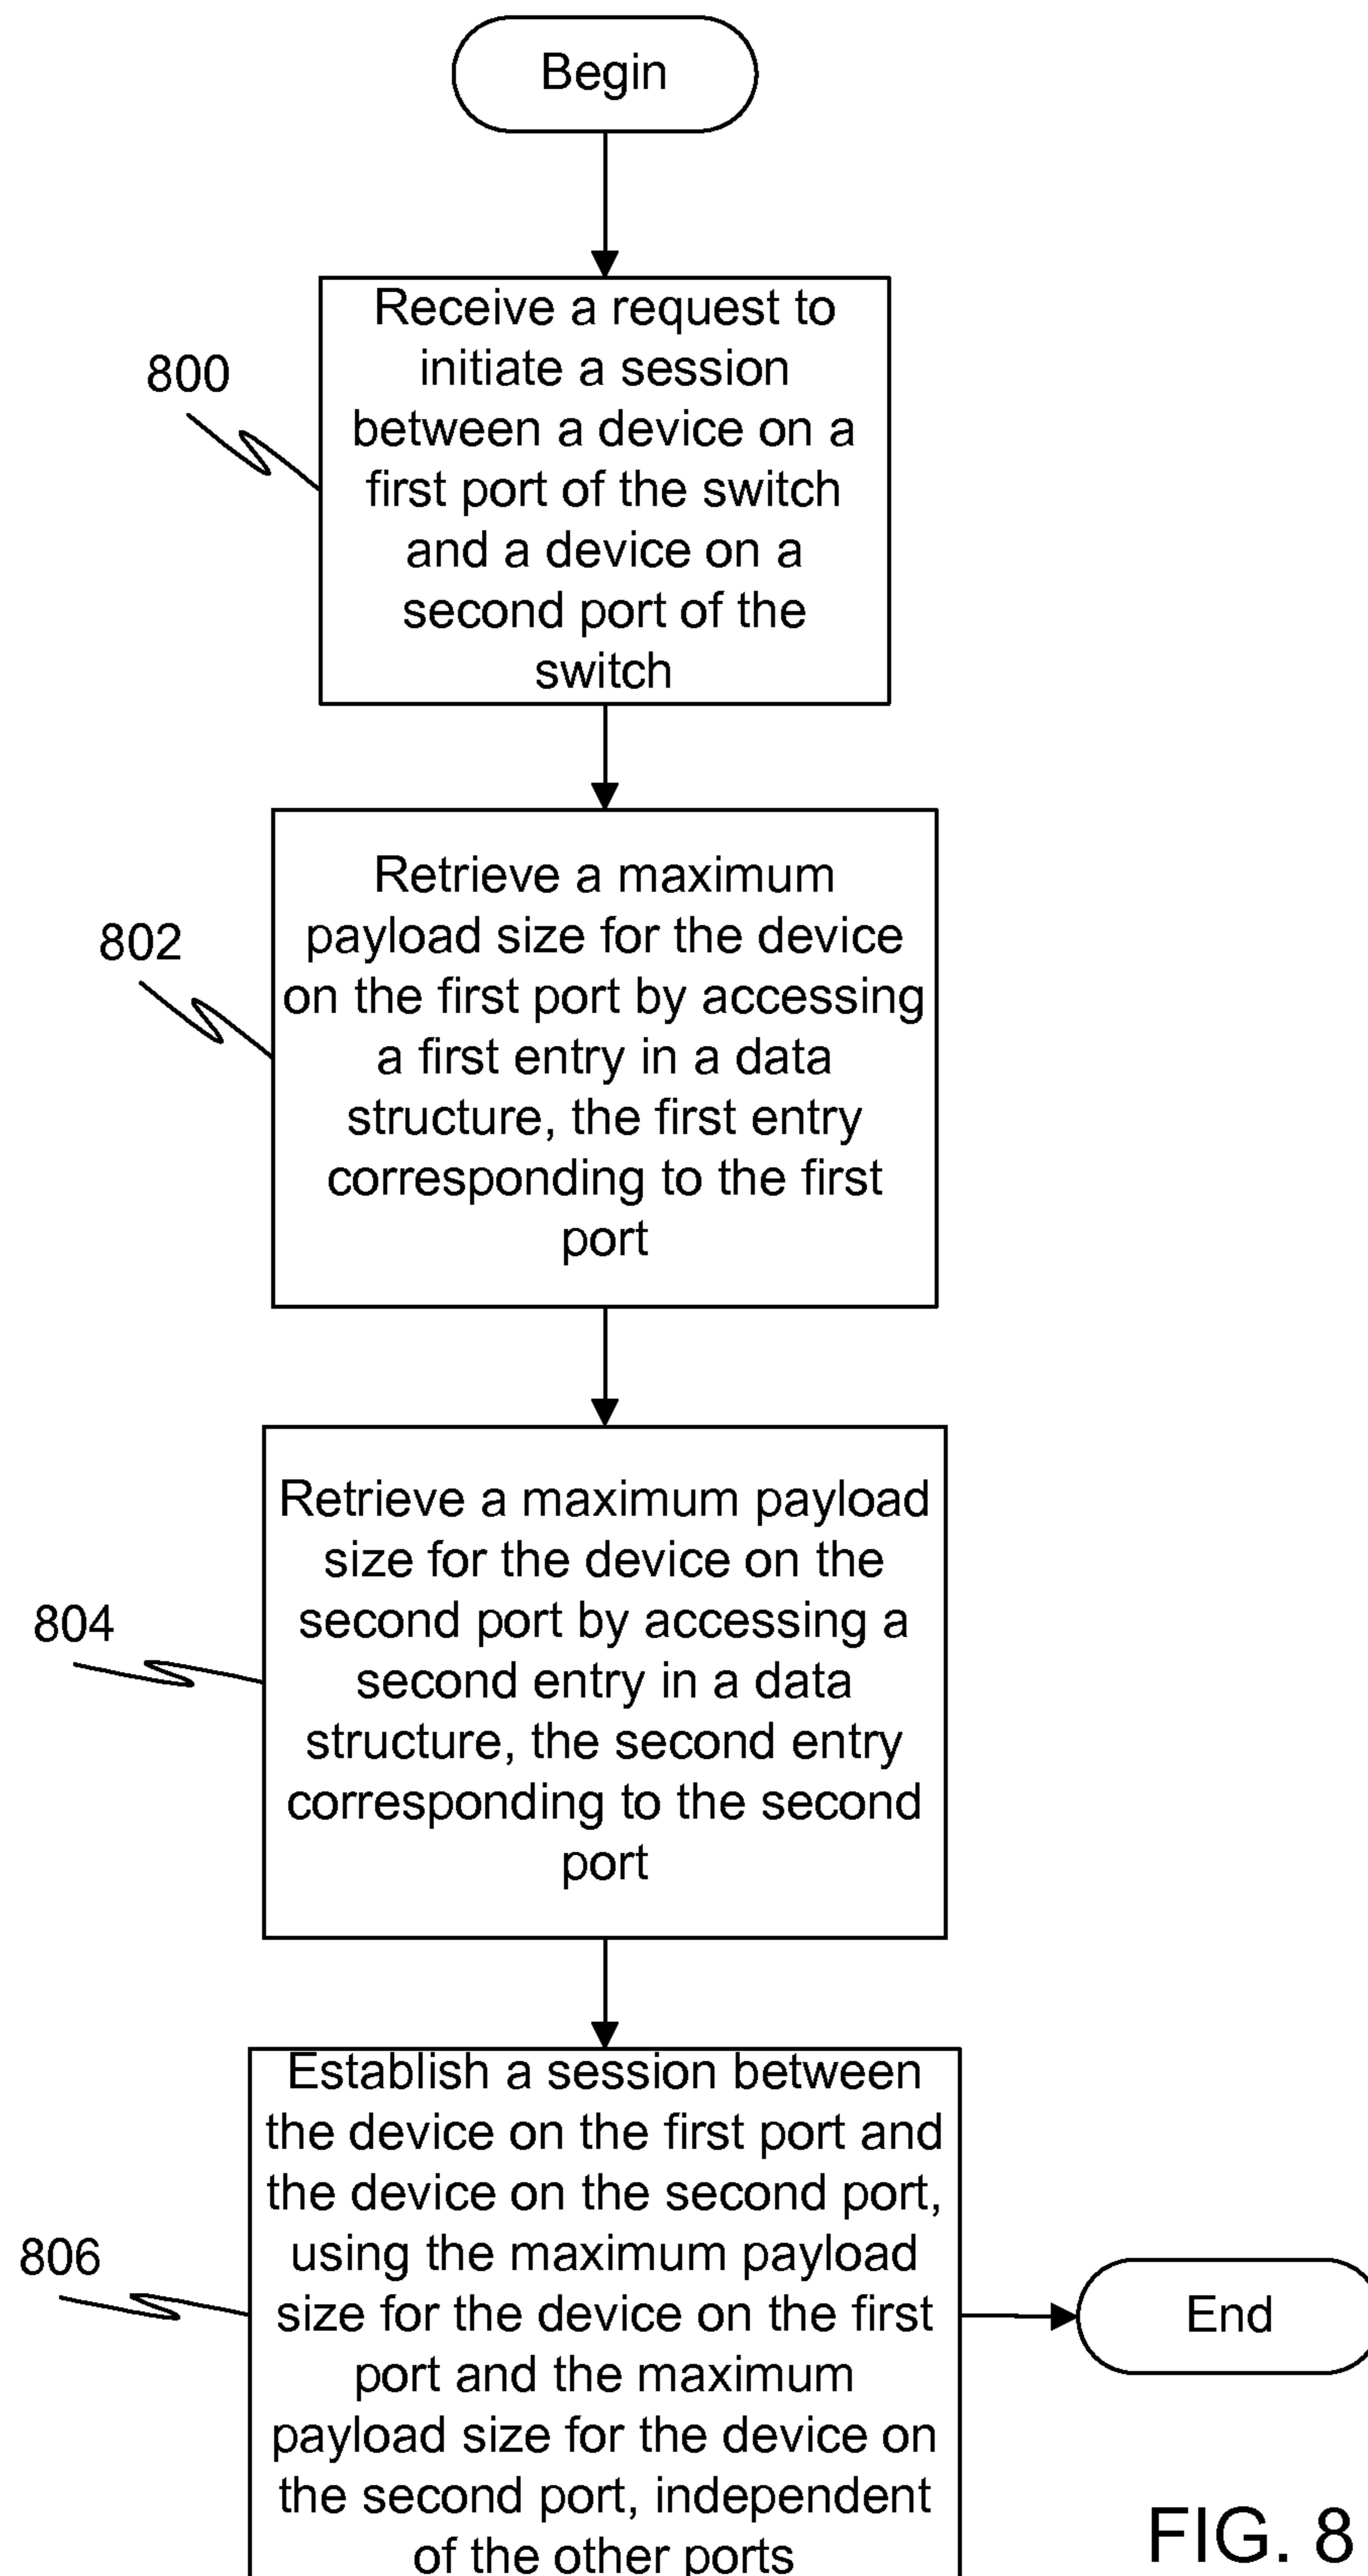 Begin
800
Receive a request to
initiate a session
between a device on a
first port of the switch
and a device on a
second port of the
switch
802
Retrieve a maximum
payload size for the device
on the first port by accessing
a first entry in a data
structure, the first entry
corresponding to the first
port
804
Retrieve a maximum payload
size for the device on the
second port by accessing a
second entry in a data
structure, the second entry
corresponding to the second
port
806
Establish a session between
the device on the first port and
the device on the second port,
using the maximum payload
size for the device on the first
port and the maximum
payload size for the device on
the second port, independent
of the other ports
End
FIG. 8